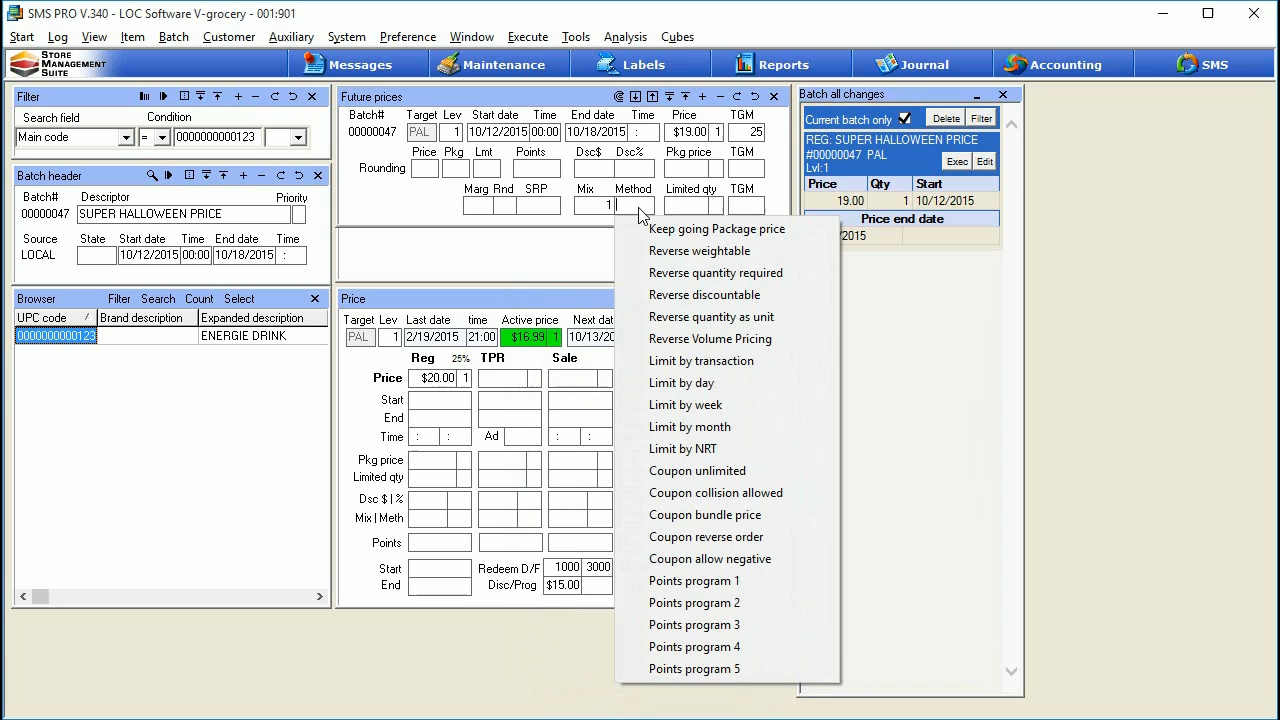 SMS PRO V.340 - LOC Software V-grocery - 001:901
Start Log View Item Batch Customer Auxiliary System Preference Window Execute Tools Analysis Cubes
STORE
MANAGEMENT
SUITE
Messages Maintenance Labels Reports Journal Accounting SMS
Filter
Search field Condition
Main code = 0000000000123
Batch header
Batch# Descriptor Priority
00000047 SUPER HALLOWEEN PRICE
Source State Start date Time End date Time
LOCAL 10/12/2015 00:00 10/18/2015 :
Browser Filter Search Count Select
UPC code / Brand description Expanded description
0000000000123 ENERGIE DRINK
Future prices
Batch# Target Lev Start date Time End date Time Price TGM
00000047 PAL 1 10/12/2015 00:00 10/18/2015 : $19.00 1 25
Price Pkg Lmt Points Dsc$ Dsc% Pkg price TGM
Rounding
Marg Rnd SRP Mix Method Limited qty TGM
1
Price
Target Lev Last date time Active price Next dat
PAL 1 2/19/2015 21:00 $16.99 1 10/13/20
Reg 25% TPR Sale
Price $20.00 1
Start
End
Time : : Ad : :
Pkg price
Limited qty
Dsc $ | %
Mix | Meth
Points
Start Redeem D/F 1000 3000
End Disc/Prog $15.00
Keep going Package price
Reverse weightable
Reverse quantity required
Reverse discountable
Reverse quantity as unit
Reverse Volume Pricing
Limit by transaction
Limit by day
Limit by week
Limit by month
Limit by NRT
Coupon unlimited
Coupon collision allowed
Coupon bundle price
Coupon reverse order
Coupon allow negative
Points program 1
Points program 2
Points program 3
Points program 4
Points program 5
Batch all changes
Current batch only Delete Filter
REG: SUPER HALLOWEEN PRICE
#00000047 PAL
Lvl:1 Exec Edit
Price Qty Start
19.00 1 10/12/2015
Price end date
/2015